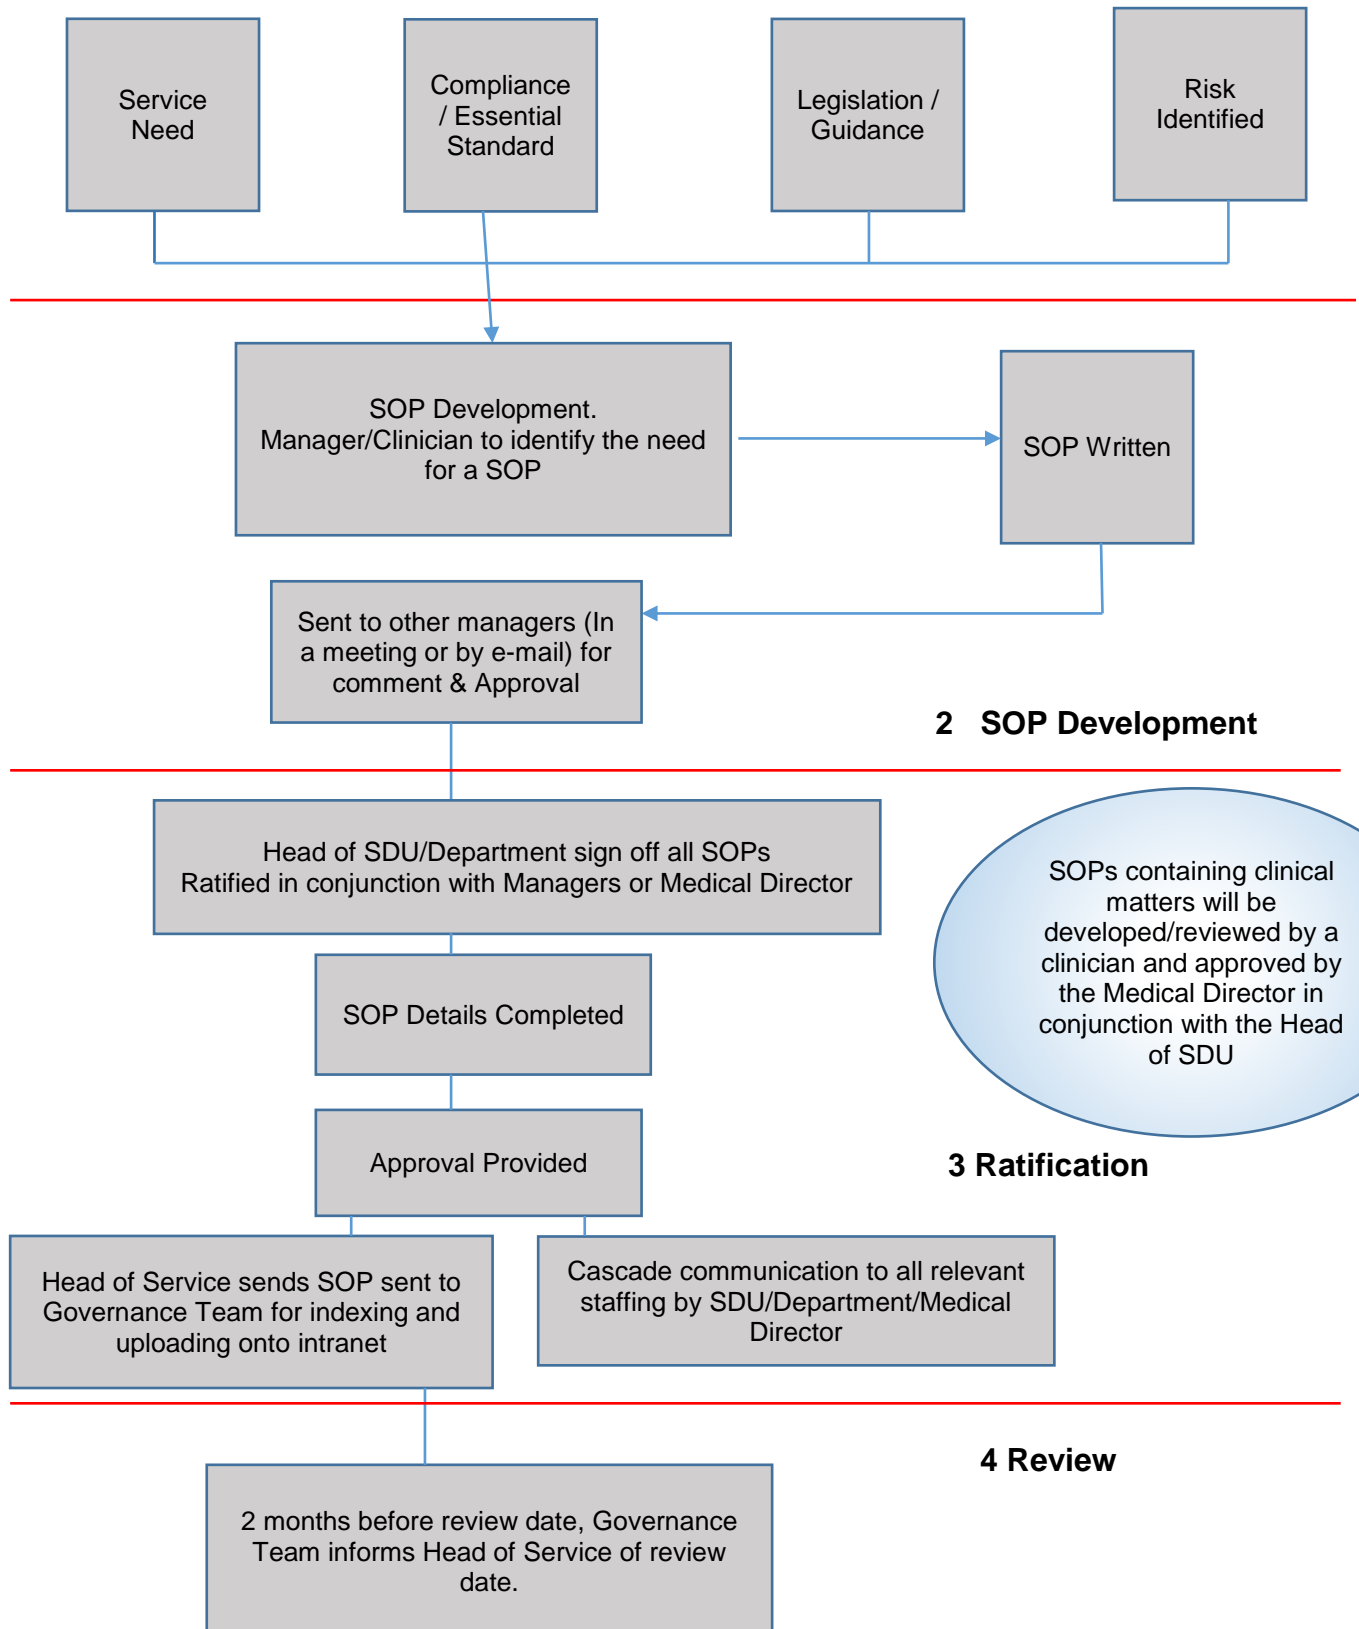 Service
Need
Compliance
/ Essential
Standard
Legislation /
Guidance
Risk
Identified
SOP Development.
Manager/Clinician to identify the need
for a SOP
SOP Written
Sent to other managers (In
a meeting or by e-mail) for
comment & Approval
2 SOP Development
Head of SDU/Department sign off all SOPs
Ratified in conjunction with Managers or Medical Director
SOPs containing clinical
matters will be
developed/reviewed by a
clinician and approved by
the Medical Director in
conjunction with the Head
of SDU
SOP Details Completed
Approval Provided
3 Ratification
Head of Service sends SOP sent to
Governance Team for indexing and
uploading onto intranet
Cascade communication to all relevant
staffing by SDU/Department/Medical
Director
4 Review
2 months before review date, Governance
Team informs Head of Service of review
date.